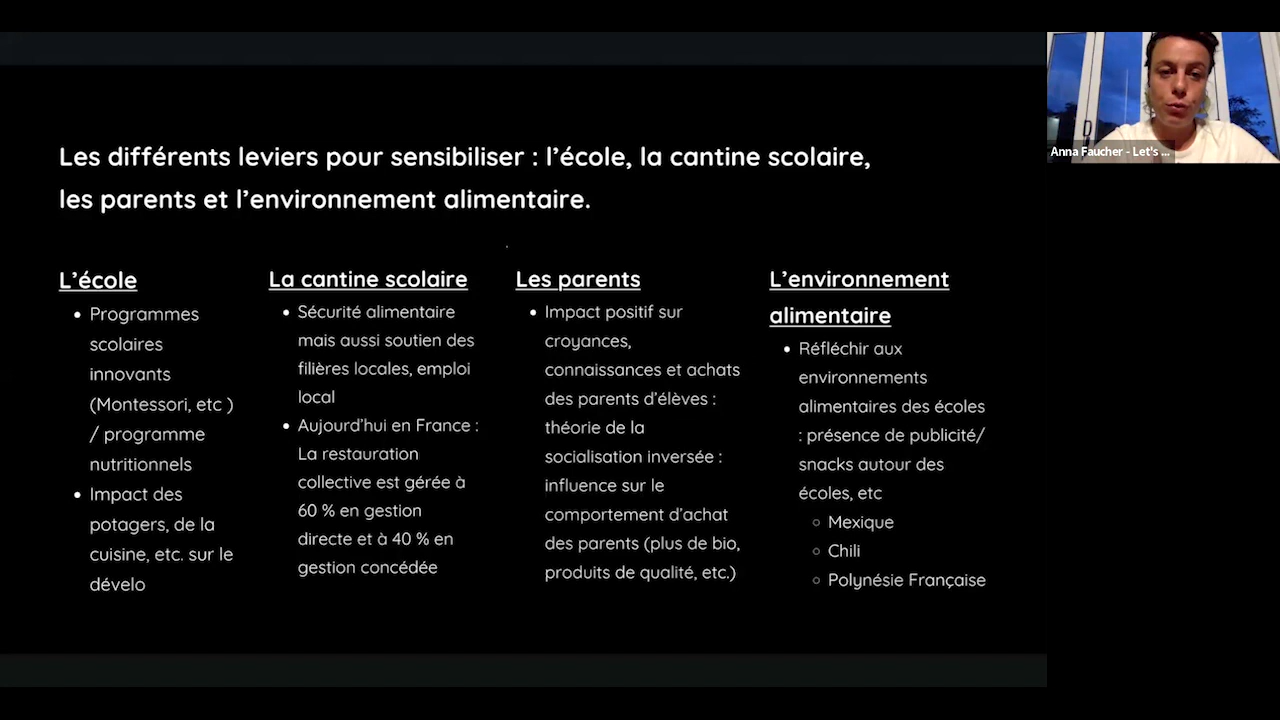 Les différents leviers pour sensibiliser : l'école, la cantine scolaire,
les parents et l'environnement alimentaire.
L'école
• Programmes
scolaires
innovants
(Montessori, etc )
/ programme
nutritionnels
• Impact des
potagers, de la
cuisine, etc. sur le
dévelo
La cantine scolaire
• Sécurité alimentaire
mais aussi soutien des
filières locales, emploi
local
• Aujourd'hui en France :
La restauration
collective est gérée à
60 % en gestion
directe et à 40 % en
gestion concédée
Les parents
• Impact positif sur
croyances,
connaissances et achats
des parents d'élèves :
théorie de la
socialisation inversée :
influence sur le
comportement d'achat
des parents (plus de bio,
produits de qualité, etc.)
L'environnement
alimentaire
• Réfléchir aux
environnements
alimentaires des écoles
: présence de publicité/
snacks autour des
écoles, etc
○ Mexique
○ Chili
○ Polynésie Française
Anna Faucher - Let's ...